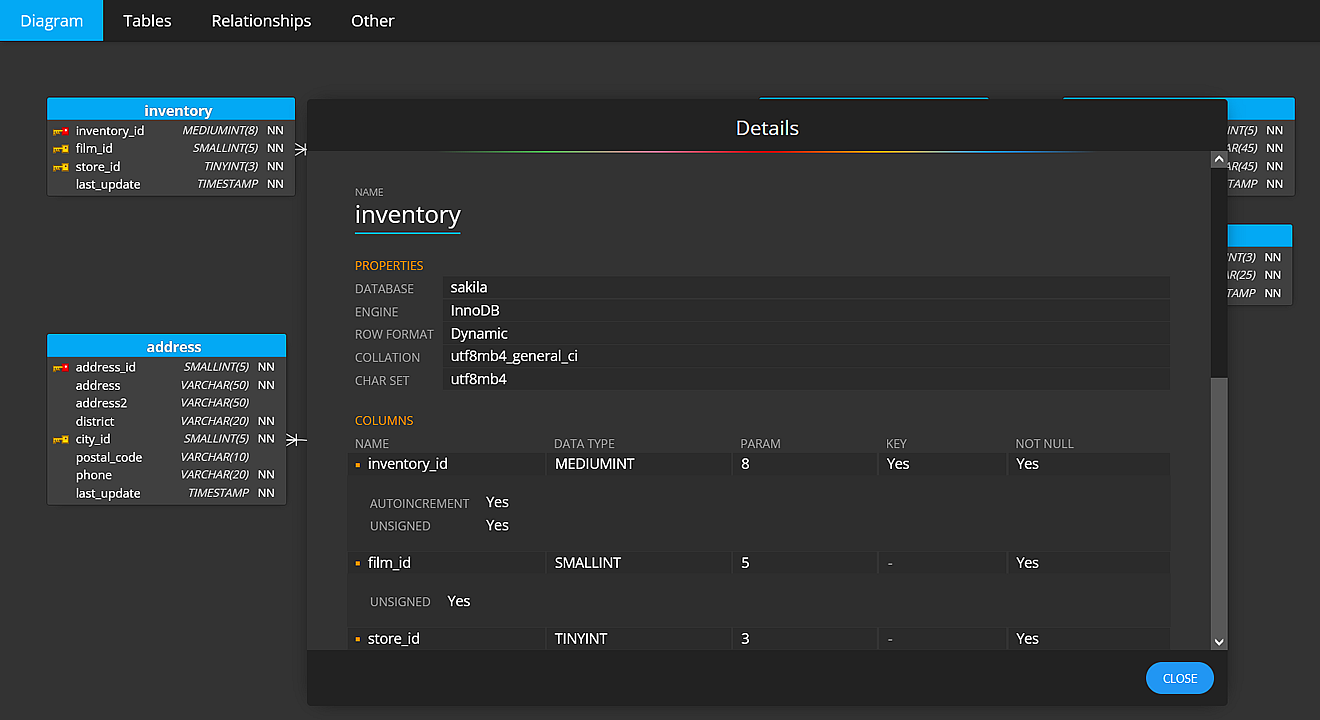 Diagram Tables Relationships Other
inventory
inventory_id MEDIUMINT(8) NN
film_id SMALLINT(5) NN
store_id TINYINT(3) NN
last_update TIMESTAMP NN
address
address_id SMALLINT(5) NN
address VARCHAR(50) NN
address2 VARCHAR(50)
district VARCHAR(20) NN
city_id SMALLINT(5) NN
postal_code VARCHAR(10)
phone VARCHAR(20) NN
last_update TIMESTAMP NN
Details
NAME
inventory
PROPERTIES
DATABASE sakila
ENGINE InnoDB
ROW FORMAT Dynamic
COLLATION utf8mb4_general_ci
CHAR SET utf8mb4
COLUMNS
NAME DATA TYPE PARAM KEY NOT NULL
inventory_id MEDIUMINT 8 Yes Yes
AUTOINCREMENT Yes
UNSIGNED Yes
film_id SMALLINT 5 - Yes
UNSIGNED Yes
store_id TINYINT 3 - Yes
CLOSE
INT(5) NN
AR(45) NN
AR(45) NN
TAMP NN
INT(3) NN
AR(25) NN
TAMP NN